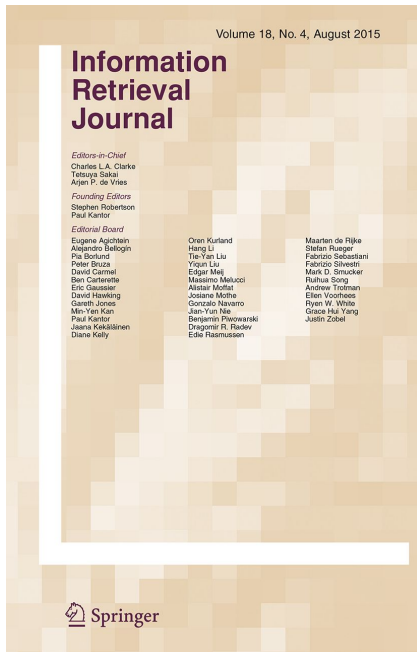 Volume 18, No. 4, August 2015
Information
Retrieval
Journal
Editors-in-Chief
Charles L.A. Clarke
Tetsuya Sakai
Arjen P. de Vries
Founding Editors
Stephen Robertson
Paul Kantor
Editorial Board
Eugene Agichtein
Alejandro Bellogín
Pia Borlund
Peter Bruza
David Carmel
Ben Carterette
Eric Gaussier
David Hawking
Gareth Jones
Min-Yen Kan
Paul Kantor
Jaana Kekäläinen
Diane Kelly
Oren Kurland
Hang Li
Tie-Yan Liu
Yiqun Liu
Edgar Meij
Massimo Melucci
Alistair Moffat
Josiane Mothe
Gonzalo Navarro
Jian-Yun Nie
Benjamin Piwowarski
Dragomir R. Radev
Edie Rasmussen
Maarten de Rijke
Stefan Rueger
Fabrizio Sebastiani
Fabrizio Silvestri
Mark D. Smucker
Ruihua Song
Andrew Trotman
Ellen Voorhees
Ryen W. White
Grace Hui Yang
Justin Zobel
Springer